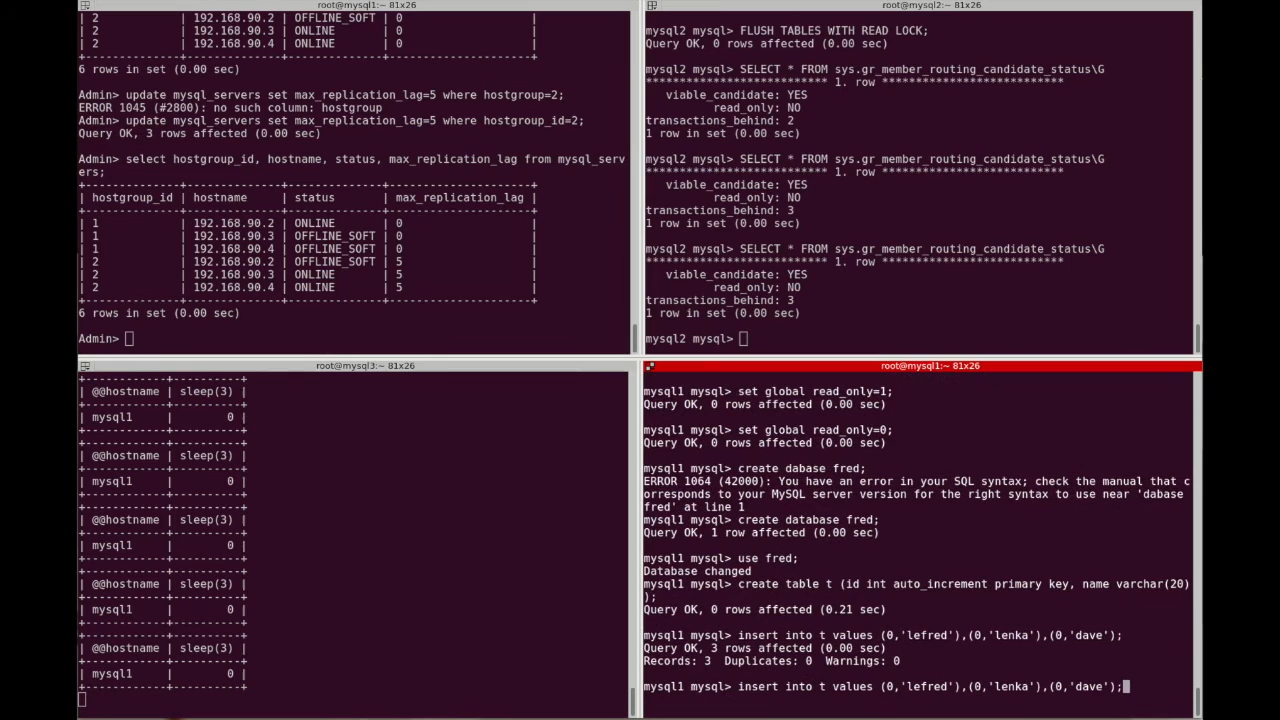 root@mysql1:~ 81x26
| 2 | 192.168.90.2 | OFFLINE_SOFT | 0 |
| 2 | 192.168.90.3 | ONLINE | 0 |
| 2 | 192.168.90.4 | ONLINE | 0 |
+--------------+--------------+--------------+---------------------+
6 rows in set (0.00 sec)
Admin> update mysql_servers set max_replication_lag=5 where hostgroup=2;
ERROR 1045 (#2800): no such column: hostgroup
Admin> update mysql_servers set max_replication_lag=5 where hostgroup_id=2;
Query OK, 3 rows affected (0.00 sec)
Admin> select hostgroup_id, hostname, status, max_replication_lag from mysql_serv
ers;
+--------------+--------------+--------------+---------------------+
| hostgroup_id | hostname | status | max_replication_lag |
+--------------+--------------+--------------+---------------------+
| 1 | 192.168.90.2 | ONLINE | 0 |
| 1 | 192.168.90.3 | OFFLINE_SOFT | 0 |
| 1 | 192.168.90.4 | OFFLINE_SOFT | 0 |
| 2 | 192.168.90.2 | OFFLINE_SOFT | 5 |
| 2 | 192.168.90.3 | ONLINE | 5 |
| 2 | 192.168.90.4 | ONLINE | 5 |
+--------------+--------------+--------------+---------------------+
6 rows in set (0.00 sec)
Admin>
root@mysql2:~ 81x26
mysql2 mysql> FLUSH TABLES WITH READ LOCK;
Query OK, 0 rows affected (0.00 sec)
mysql2 mysql> SELECT * FROM sys.gr_member_routing_candidate_status\G
*************************** 1. row ***************************
viable_candidate: YES
read_only: NO
transactions_behind: 2
1 row in set (0.00 sec)
mysql2 mysql> SELECT * FROM sys.gr_member_routing_candidate_status\G
*************************** 1. row ***************************
viable_candidate: YES
read_only: NO
transactions_behind: 3
1 row in set (0.00 sec)
mysql2 mysql> SELECT * FROM sys.gr_member_routing_candidate_status\G
*************************** 1. row ***************************
viable_candidate: YES
read_only: NO
transactions_behind: 3
1 row in set (0.00 sec)
mysql2 mysql>
root@mysql3:~ 81x26
+------------+----------+
| @@hostname | sleep(3) |
+------------+----------+
| mysql1 | 0 |
+------------+----------+
+------------+----------+
| @@hostname | sleep(3) |
+------------+----------+
| mysql1 | 0 |
+------------+----------+
+------------+----------+
| @@hostname | sleep(3) |
+------------+----------+
| mysql1 | 0 |
+------------+----------+
+------------+----------+
| @@hostname | sleep(3) |
+------------+----------+
| mysql1 | 0 |
+------------+----------+
+------------+----------+
| @@hostname | sleep(3) |
+------------+----------+
| mysql1 | 0 |
+------------+----------+
root@mysql1:~ 81x26
mysql1 mysql> set global read_only=1;
Query OK, 0 rows affected (0.00 sec)
mysql1 mysql> set global read_only=0;
Query OK, 0 rows affected (0.00 sec)
mysql1 mysql> create dabase fred;
ERROR 1064 (42000): You have an error in your SQL syntax; check the manual that c
orresponds to your MySQL server version for the right syntax to use near 'dabase
fred' at line 1
mysql1 mysql> create database fred;
Query OK, 1 row affected (0.00 sec)
mysql1 mysql> use fred;
Database changed
mysql1 mysql> create table t (id int auto_increment primary key, name varchar(20)
);
Query OK, 0 rows affected (0.21 sec)
mysql1 mysql> insert into t values (0,'lefred'),(0,'lenka'),(0,'dave');
Query OK, 3 rows affected (0.00 sec)
Records: 3 Duplicates: 0 Warnings: 0
mysql1 mysql> insert into t values (0,'lefred'),(0,'lenka'),(0,'dave');